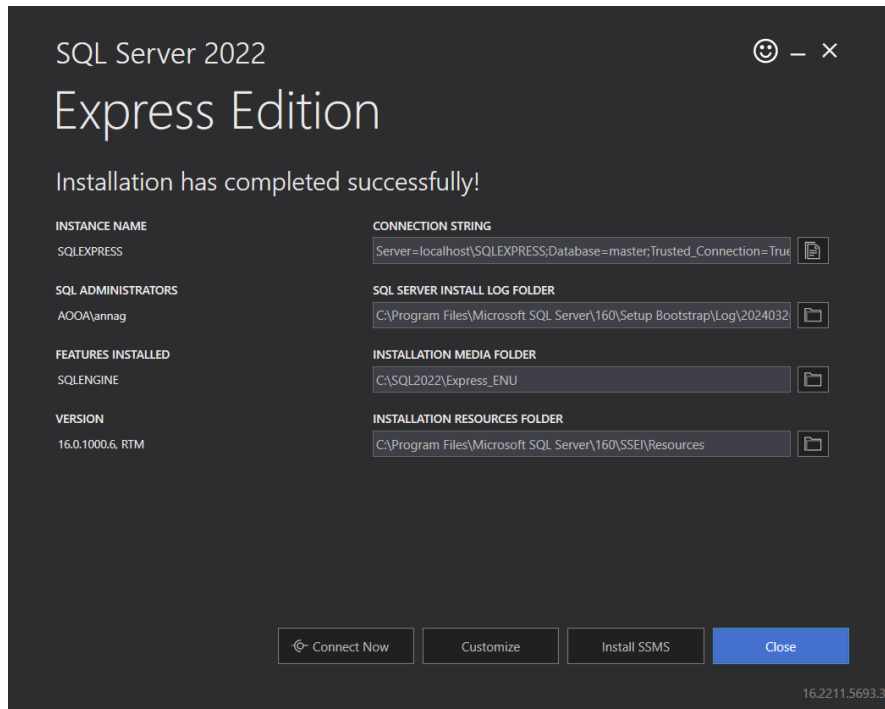 SQL Server 2022
Express Edition
Installation has completed successfully!
INSTANCE NAME
SQLEXPRESS
CONNECTION STRING
Server=localhost\SQLEXPRESS;Database=master;Trusted_Connection=True
SQL ADMINISTRATORS
AOOA\annag
SQL SERVER INSTALL LOG FOLDER
C:\Program Files\Microsoft SQL Server\160\Setup Bootstrap\Log\2024032
FEATURES INSTALLED
SQLENGINE
INSTALLATION MEDIA FOLDER
C:\SQL2022\Express_ENU
VERSION
16.0.1000.6, RTM
INSTALLATION RESOURCES FOLDER
C:\Program Files\Microsoft SQL Server\160\SSEI\Resources
Connect Now
Customize
Install SSMS
Close
16.2211.5693.3